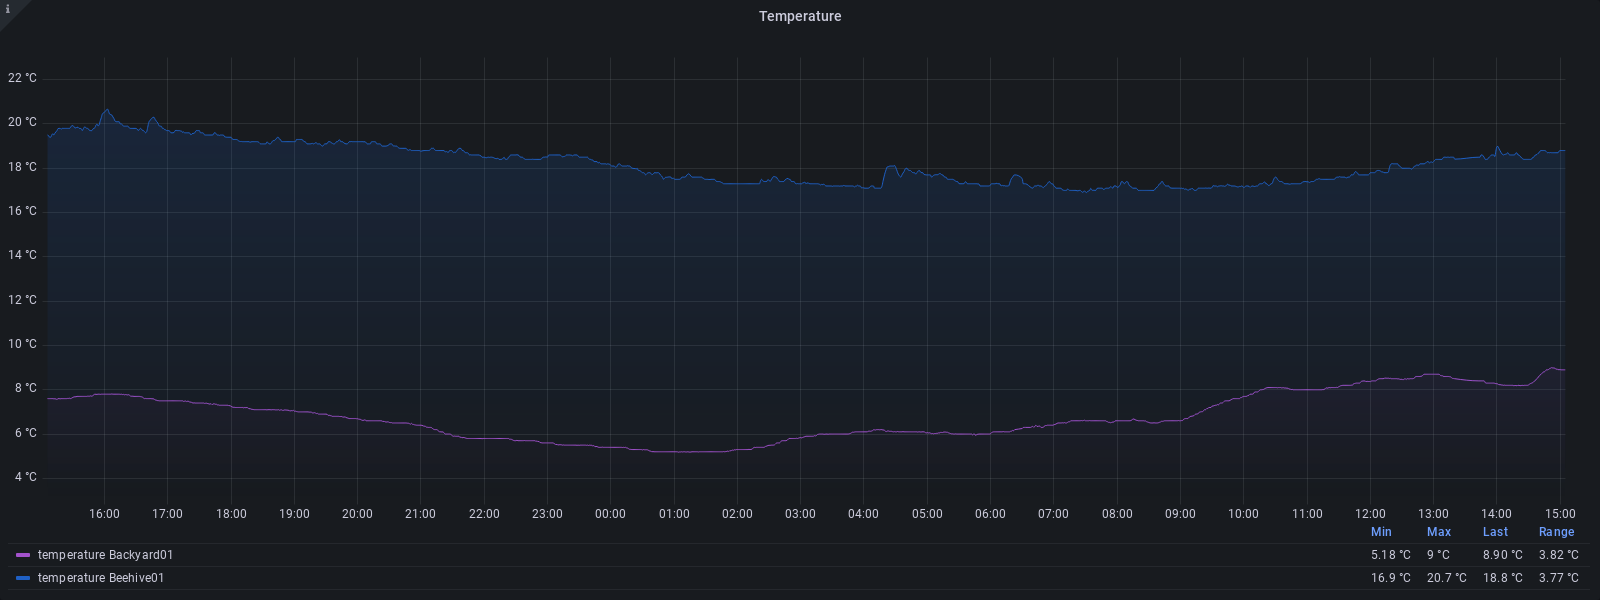 i
Temperature
22 °C
20 °C
18 °C
16 °C
14 °C
12 °C
10 °C
8 °C
6 °C
4 °C
16:00 17:00 18:00 19:00 20:00 21:00 22:00 23:00 00:00 01:00 02:00 03:00 04:00 05:00 06:00 07:00 08:00 09:00 10:00 11:00 12:00 13:00 14:00 15:00
Min Max Last Range
temperature Backyard01 5.18 °C 9 °C 8.90 °C 3.82 °C
temperature Beehive01 16.9 °C 20.7 °C 18.8 °C 3.77 °C